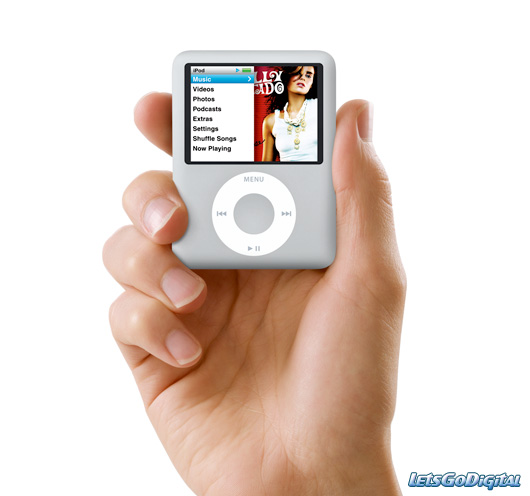 iPod
Music
Videos
Photos
Podcasts
Extras
Settings
Shuffle Songs
Now Playing
MENU
LETSGODIGITAL